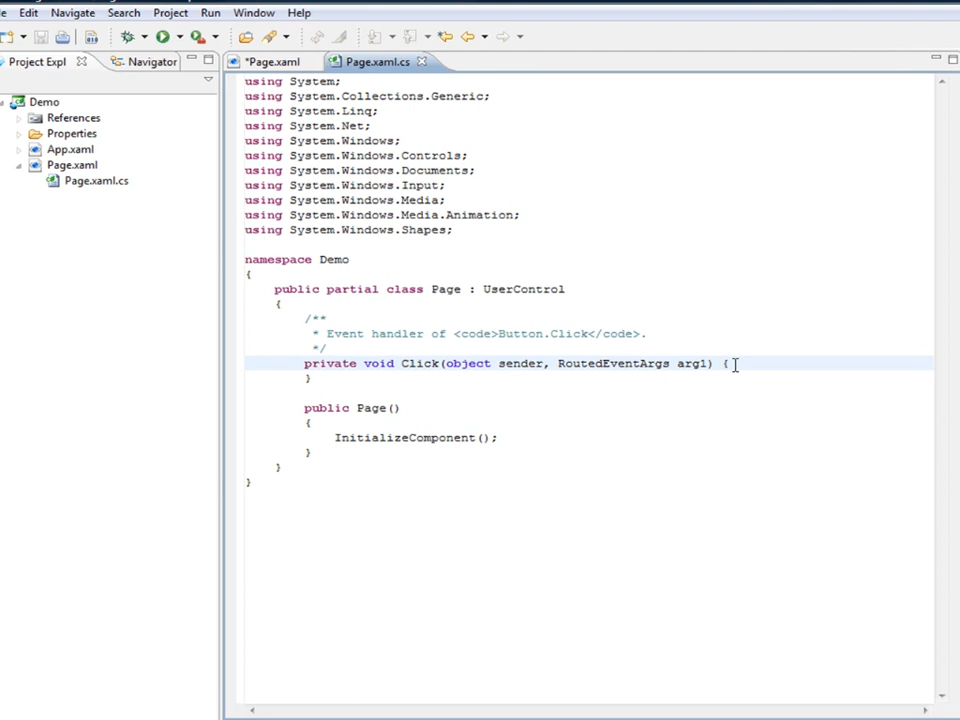 Edit Navigate Search Project Run Window Help
Project Expl Navigator
*Page.xaml Page.xaml.cs
Demo
References
Properties
App.xaml
Page.xaml
Page.xaml.cs
using System;
using System.Collections.Generic;
using System.Linq;
using System.Net;
using System.Windows;
using System.Windows.Controls;
using System.Windows.Documents;
using System.Windows.Input;
using System.Windows.Media;
using System.Windows.Media.Animation;
using System.Windows.Shapes;
namespace Demo
{
public partial class Page : UserControl
{
/**
* Event handler of <code>Button.Click</code>.
*/
private void Click(object sender, RoutedEventArgs arg1) {
}
public Page()
{
InitializeComponent();
}
}
}